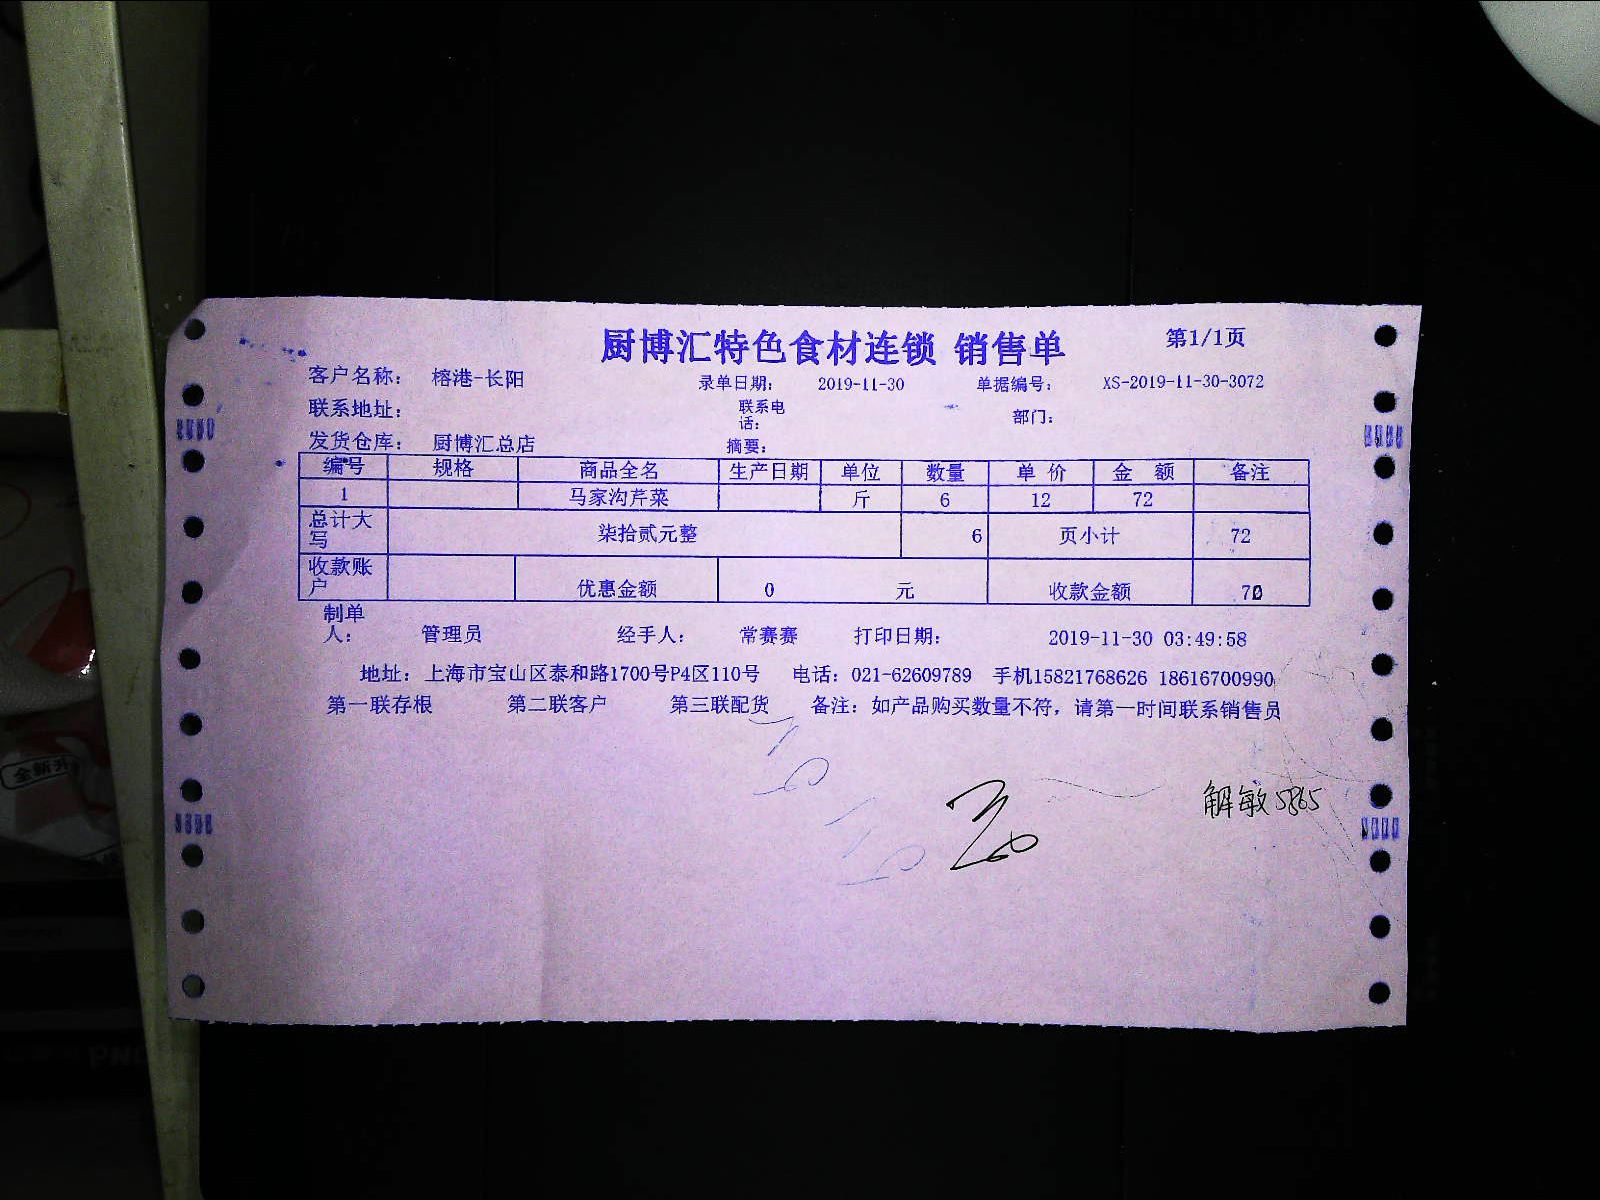 厨博汇特色食材连锁 销售单 第1/1页
客户名称： 榕港-长阳 录单日期： 2019-11-30 单据编号： XS-2019-11-30-3072
联系地址： 联系电话： 部门：
发货仓库： 厨博汇总店 摘要：
编号 规格 商品全名 生产日期 单位 数量 单 价 金 额 备注
1 马家沟芹菜 斤 6 12 72
总计大写 柒拾贰元整 6 页小计 72
收款账户 优惠金额 0 元 收款金额
制单人： 管理员 经手人： 常赛赛 打印日期： 2019-11-30 03:49:58
地址：上海市宝山区泰和路1700号P4区110号 电话：021-62609789 手机15821768626 18616700990
第一联存根 第二联客户 第三联配货 备注：如产品购买数量不符，请第一时间联系销售员
解敏 5865
全新升